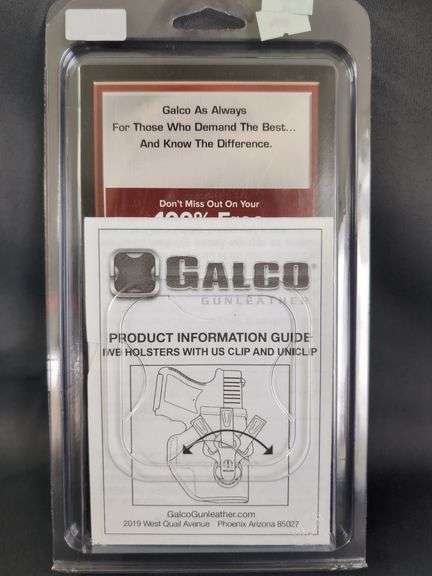 Galco As Always
For Those Who Demand The Best...
And Know The Difference.
Don't Miss Out On Your
100% Free
GALCO
GUNLEATHER
PRODUCT INFORMATION GUIDE
IWB HOLSTERS WITH US CLIP AND UNICLIP
GalcoGunleather.com
2019 West Quail Avenue Phoenix Arizona 85027